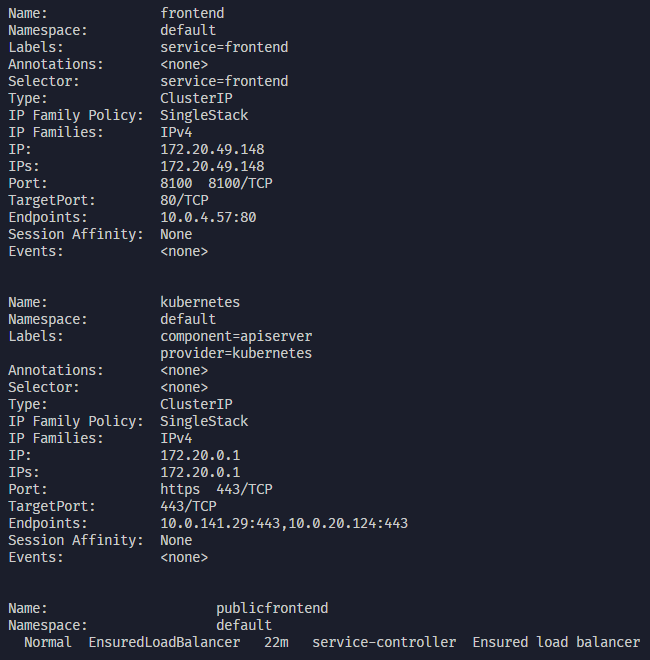 Name:              frontend
Namespace:         default
Labels:            service=frontend
Annotations:       <none>
Selector:          service=frontend
Type:              ClusterIP
IP Family Policy:  SingleStack
IP Families:       IPv4
IP:                172.20.49.148
IPs:               172.20.49.148
Port:              8100  8100/TCP
TargetPort:        80/TCP
Endpoints:         10.0.4.57:80
Session Affinity:  None
Events:            <none>
Name:              kubernetes
Namespace:         default
Labels:            component=apiserver
                   provider=kubernetes
Annotations:       <none>
Selector:          <none>
Type:              ClusterIP
IP Family Policy:  SingleStack
IP Families:       IPv4
IP:                172.20.0.1
IPs:               172.20.0.1
Port:              https  443/TCP
TargetPort:        443/TCP
Endpoints:         10.0.141.29:443,10.0.20.124:443
Session Affinity:  None
Events:            <none>
Name:                     publicfrontend
Namespace:                default
  Normal  EnsuredLoadBalancer   22m   service-controller  Ensured load balancer